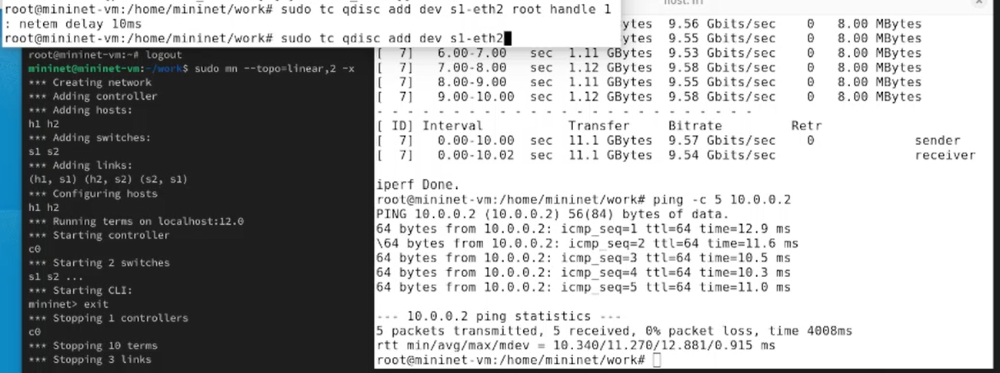 root@mininet-vm:/home/mininet/work# sudo tc qdisc add dev s1-eth2 root handle 1
: netem delay 10ms
root@mininet-vm:/home/mininet/work# sudo tc qdisc add dev s1-eth2
root@mininet-vm:~# logout
mininet@mininet-vm:~/work$ sudo mn --topo=linear,2 -x
*** Creating network
*** Adding controller
*** Adding hosts:
h1 h2
*** Adding switches:
s1 s2
*** Adding links:
(h1, s1) (h2, s2) (s2, s1)
*** Configuring hosts
h1 h2
*** Running terms on localhost:12.0
*** Starting controller
c0
*** Starting 2 switches
s1 s2 ...
*** Starting CLI:
mininet> exit
*** Stopping 1 controllers
c0
*** Stopping 10 terms
*** Stopping 3 links
ytes  9.56 Gbits/sec    0   8.00 MBytes
ytes  9.55 Gbits/sec    0   8.00 MBytes
[  7]   6.00-7.00   sec  1.11 GBytes  9.53 Gbits/sec    0   8.00 MBytes
[  7]   7.00-8.00   sec  1.12 GBytes  9.58 Gbits/sec    0   8.00 MBytes
[  7]   8.00-9.00   sec  1.11 GBytes  9.55 Gbits/sec    0   8.00 MBytes
[  7]   9.00-10.00  sec  1.12 GBytes  9.58 Gbits/sec    0   8.00 MBytes
- - - - - - - - - - - - - - - - - - - - - - - - -
[ ID] Interval           Transfer     Bitrate         Retr
[  7]   0.00-10.00  sec  11.1 GBytes  9.57 Gbits/sec    0             sender
[  7]   0.00-10.02  sec  11.1 GBytes  9.54 Gbits/sec                  receiver
iperf Done.
root@mininet-vm:/home/mininet/work# ping -c 5 10.0.0.2
PING 10.0.0.2 (10.0.0.2) 56(84) bytes of data.
64 bytes from 10.0.0.2: icmp_seq=1 ttl=64 time=12.9 ms
\64 bytes from 10.0.0.2: icmp_seq=2 ttl=64 time=11.6 ms
64 bytes from 10.0.0.2: icmp_seq=3 ttl=64 time=10.5 ms
64 bytes from 10.0.0.2: icmp_seq=4 ttl=64 time=10.3 ms
64 bytes from 10.0.0.2: icmp_seq=5 ttl=64 time=11.0 ms
--- 10.0.0.2 ping statistics ---
5 packets transmitted, 5 received, 0% packet loss, time 4008ms
rtt min/avg/max/mdev = 10.340/11.270/12.881/0.915 ms
root@mininet-vm:/home/mininet/work#